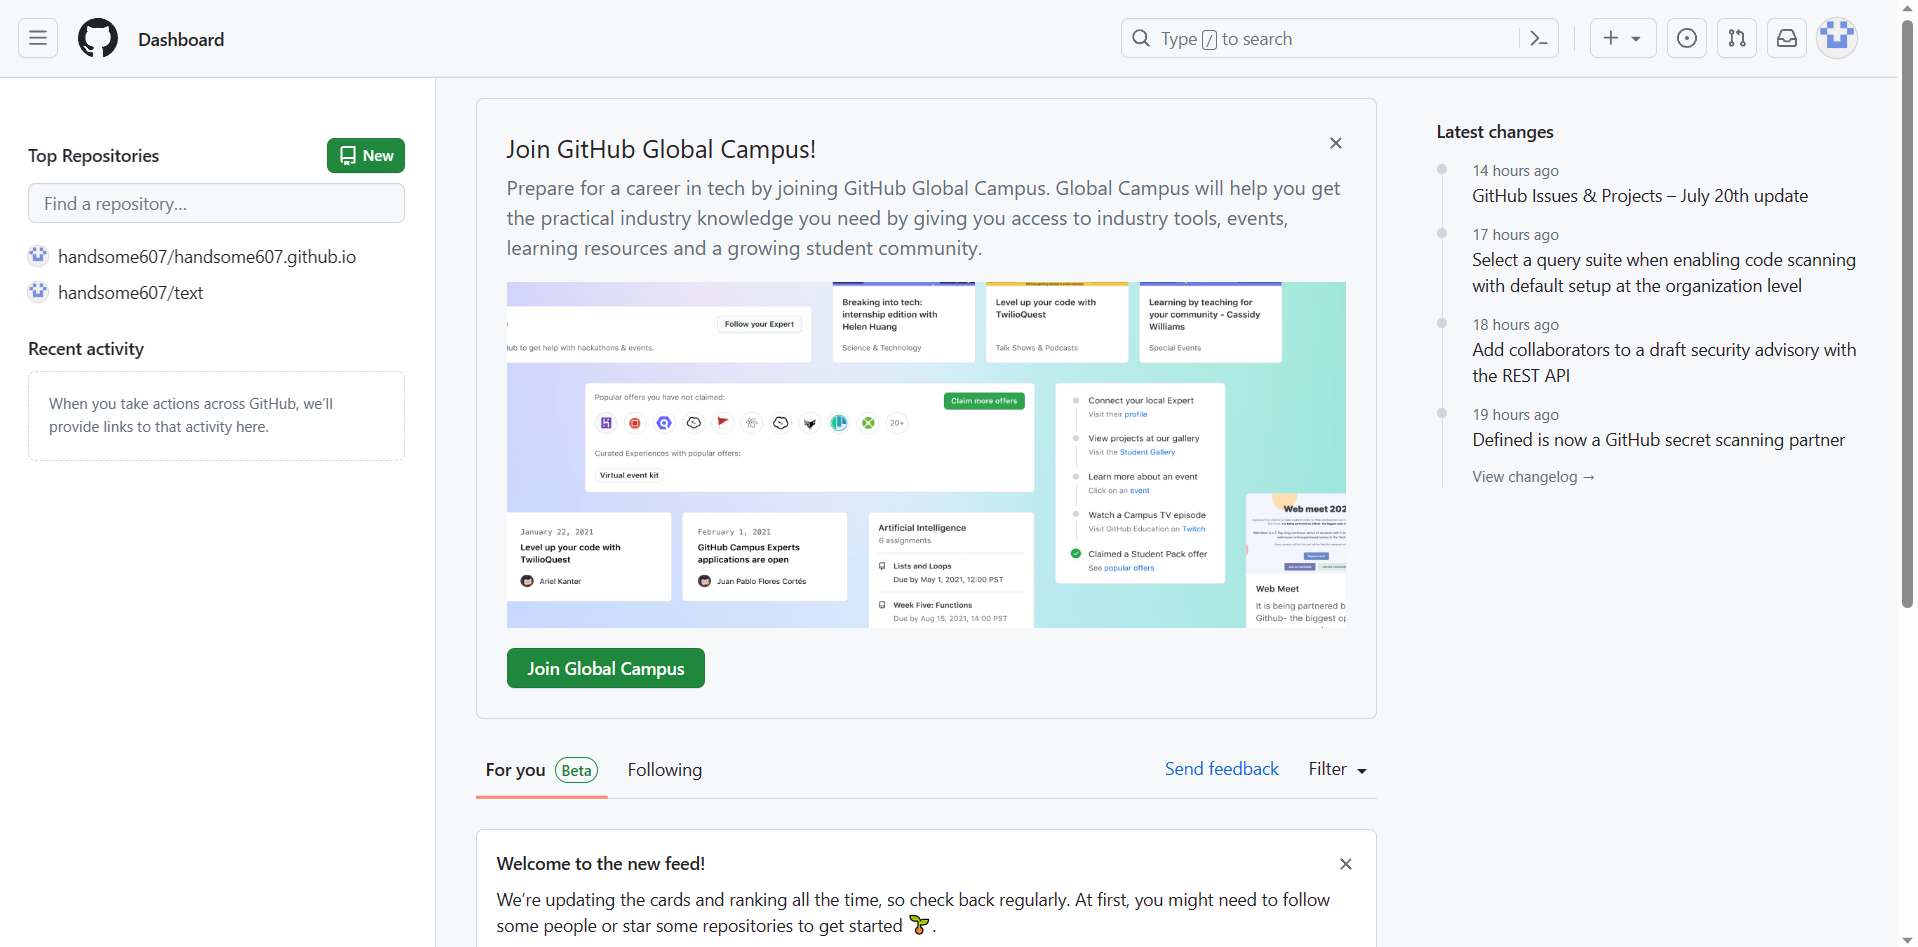 Dashboard
Type / to search
Top Repositories
New
Find a repository...
handsome607/handsome607.github.io
handsome607/text
Recent activity
When you take actions across GitHub, we'll
provide links to that activity here.
Join GitHub Global Campus!
Prepare for a career in tech by joining GitHub Global Campus. Global Campus will help you get
the practical industry knowledge you need by giving you access to industry tools, events,
learning resources and a growing student community.
Follow your Expert
lub to get help with hackathons & events.
Breaking into tech:
internship edition with
Helen Huang
Science & Technology
Level up your code with
TwilioQuest
Talk Shows & Podcasts
Learning by teaching for
your community - Cassidy
Williams
Special Events
Popular offers you have not claimed:
Claim more offers
20+
Curated Experiences with popular offers:
Virtual event kit
Connect your local Expert
Visit their profile
View projects at our gallery
Visit the Student Gallery
Learn more about an event
Click on an event
Watch a Campus TV episode
Visit GitHub Education on Twitch
Claimed a Student Pack offer
See popular offers
January 22, 2021
Level up your code with
TwilioQuest
Ariel Kanter
February 1, 2021
GitHub Campus Experts
applications are open
Juan Pablo Flores Cortés
Artificial Intelligence
6 assignments
Lists and Loops
Due by May 1, 2021, 12:00 PST
Week Five: Functions
Due by Aug 15, 2021, 14:00 PST
Web meet 202
Web Meet
It is being partnered b
Github- the biggest op
Join Global Campus
For you Beta
Following
Send feedback
Filter
Welcome to the new feed!
We're updating the cards and ranking all the time, so check back regularly. At first, you might need to follow
some people or star some repositories to get started 🌱.
Latest changes
14 hours ago
GitHub Issues & Projects – July 20th update
17 hours ago
Select a query suite when enabling code scanning
with default setup at the organization level
18 hours ago
Add collaborators to a draft security advisory with
the REST API
19 hours ago
Defined is now a GitHub secret scanning partner
View changelog →